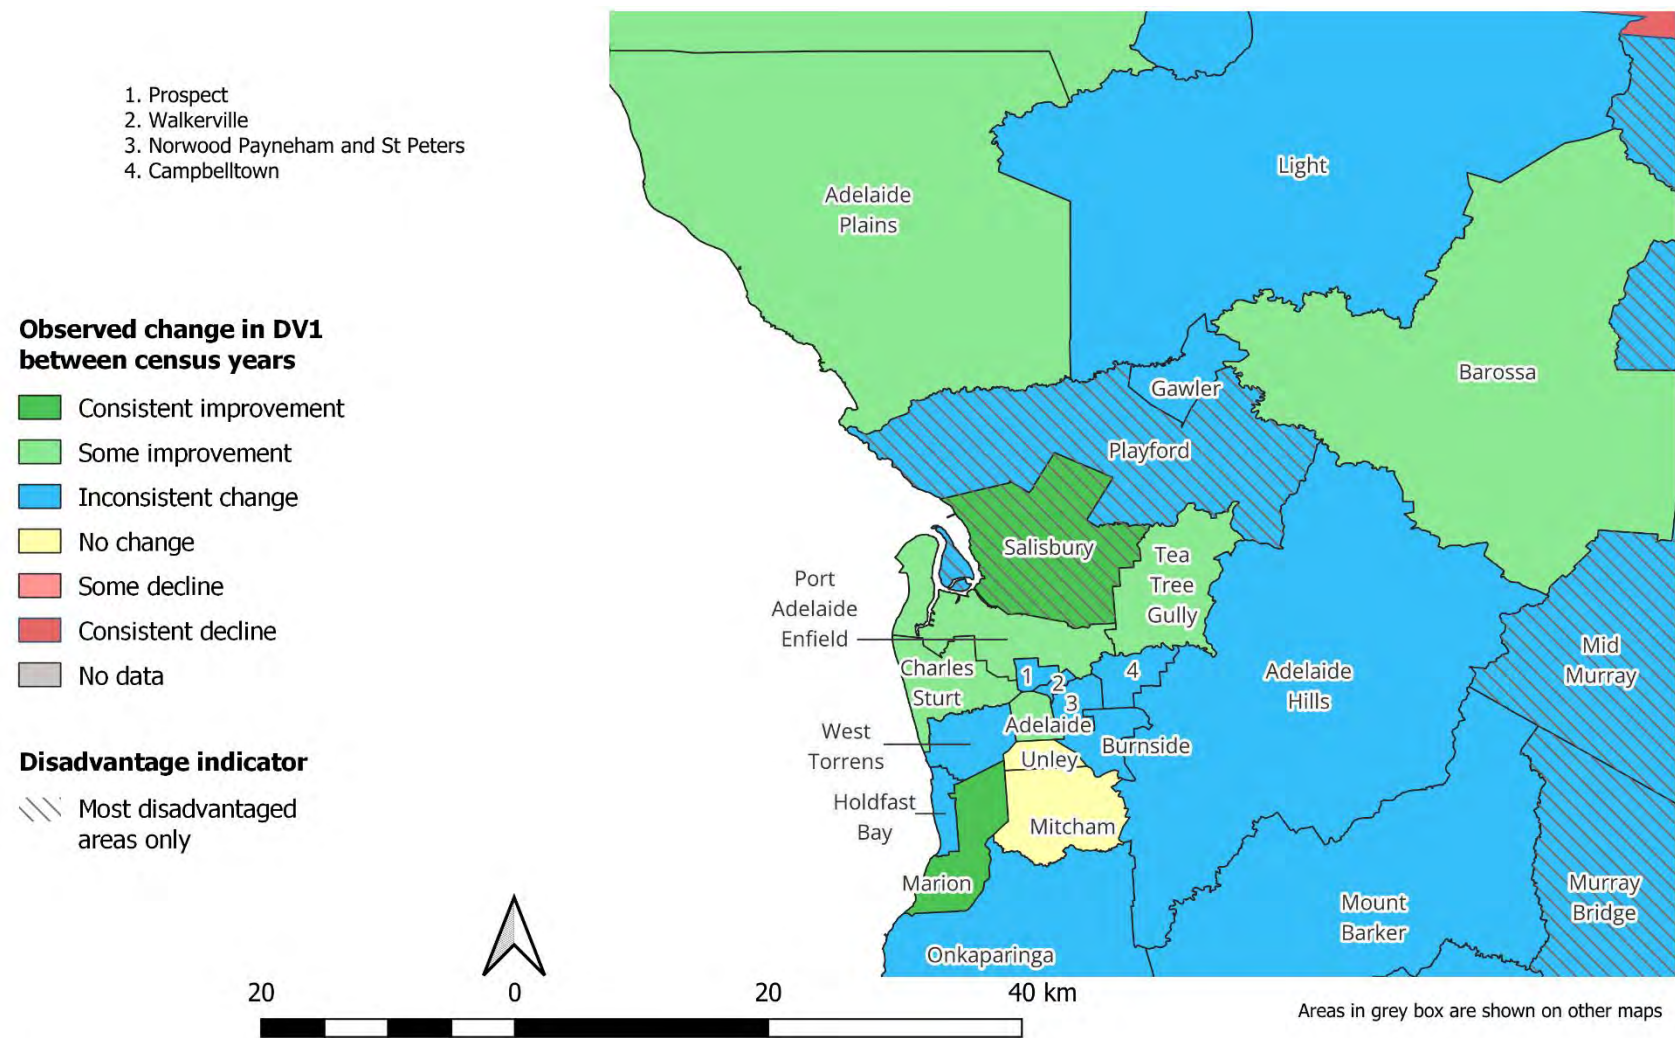 1. Prospect
2. Walkerville
3. Norwood Payneham and St Peters
4. Campbelltown
Observed change in DV1
between census years
Consistent improvement
Some improvement
Inconsistent change
No change
Some decline
Consistent decline
No data
Disadvantage indicator
Most disadvantaged
areas only
Adelaide
Plains
Light
Barossa
Gawler
Playford
Salisbury
Tea
Tree
Gully
Port
Adelaide
Enfield
Charles
Sturt
1
2
3
4
Adelaide
Hills
Mid
Murray
West
Torrens
Adelaide
Burnside
Unley
Holdfast
Bay
Mitcham
Marion
Mount
Barker
Murray
Bridge
Onkaparinga
20
0
20
40 km
Areas in grey box are shown on other maps